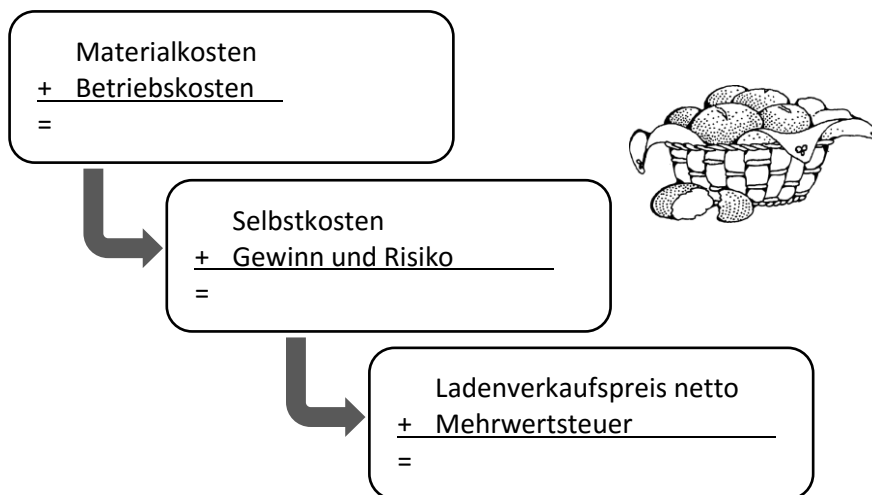 Materialkosten
+ Betriebskosten
=
Selbstkosten
+ Gewinn und Risiko
=
Ladenverkaufspreis netto
+ Mehrwertsteuer
=